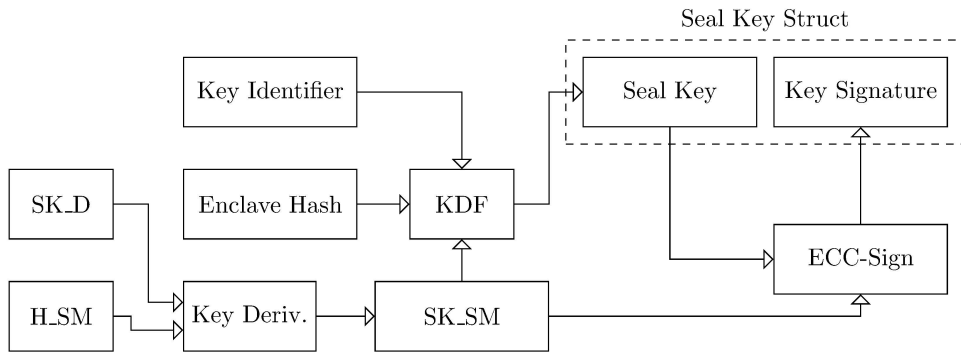 Seal Key Struct
Key Identifier
Seal Key
Key Signature
SK_D
Enclave Hash
KDF
ECC-Sign
H_SM
Key Deriv.
SK_SM